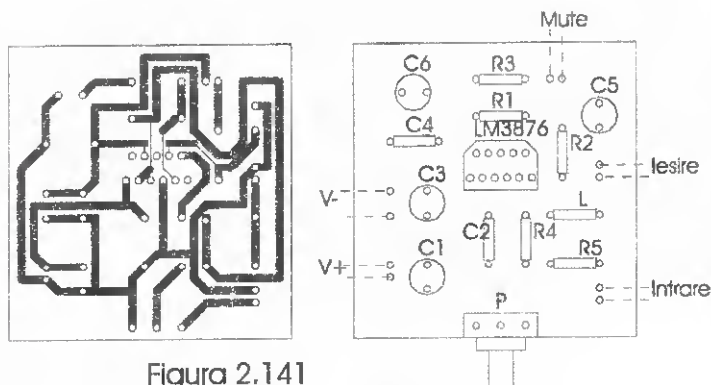 Mute
C6
R3
C5
R1
C4
LM3876
R2
Iesire
V-
C3
L
C2
R4
V+
C1
R5
P
Intrare
Figura 2.141